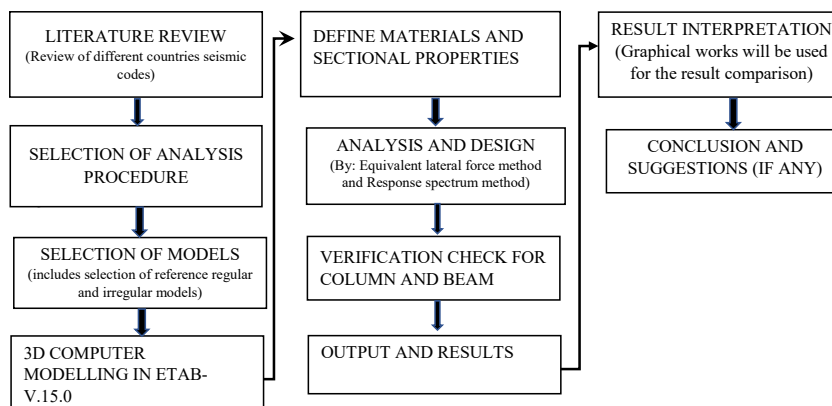 LITERATURE REVIEW
(Review of different countries seismic
codes)
SELECTION OF ANALYSIS
PROCEDURE
SELECTION OF MODELS
(includes selection of reference regular
and irregular models)
3D COMPUTER
MODELLING IN ETAB-
V.15.0
DEFINE MATERIALS AND
SECTIONAL PROPERTIES
ANALYSIS AND DESIGN
(By: Equivalent lateral force method
and Response spectrum method)
VERIFICATION CHECK FOR
COLUMN AND BEAM
OUTPUT AND RESULTS
RESULT INTERPRETATION
(Graphical works will be used
for the result comparison)
CONCLUSION AND
SUGGESTIONS (IF ANY)